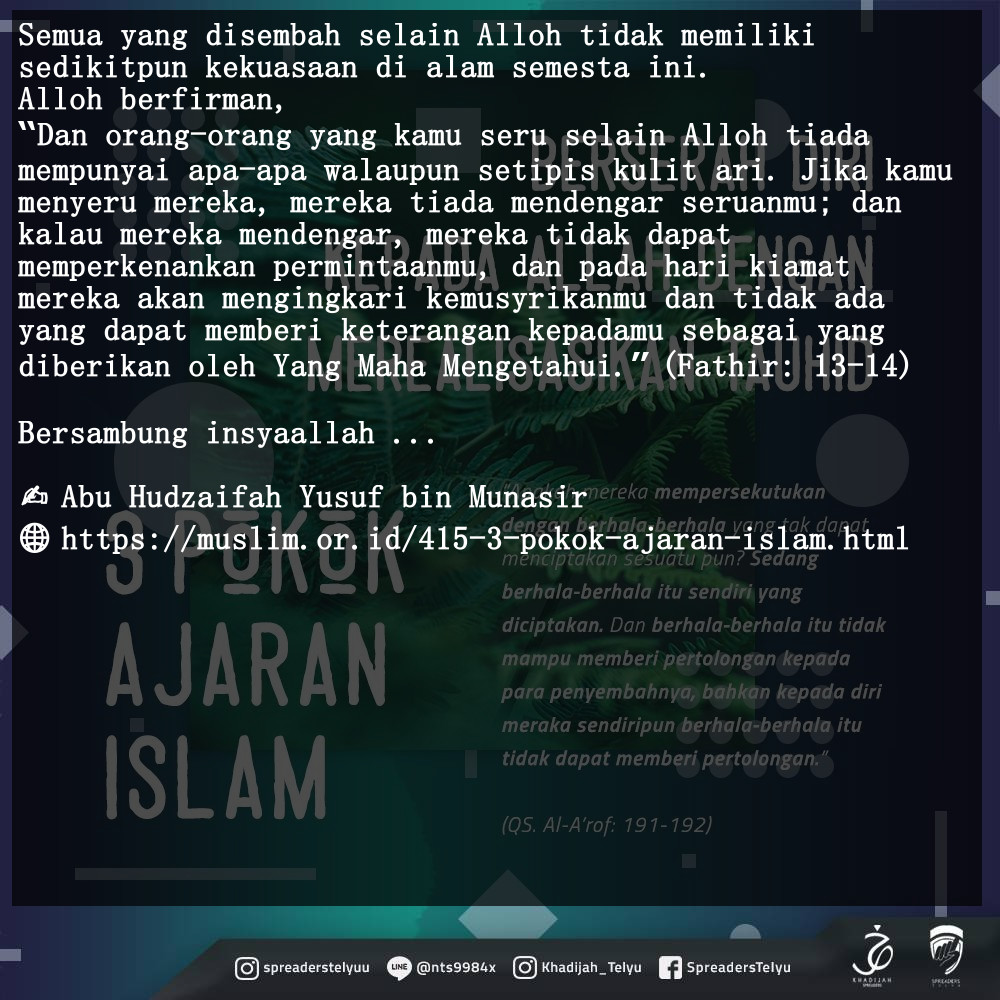 Semua yang disembah selain Alloh tidak memiliki
sedikitpun kekuasaan di alam semesta ini.
Alloh berfirman,
“Dan orang-orang yang kamu seru selain Alloh tiada
mempunyai apa-apa walaupun setipis kulit ari. Jika kamu
menyeru mereka, mereka tiada mendengar seruanmu; dan
kalau mereka mendengar, mereka tidak dapat
memperkenankan permintaanmu, dan pada hari kiamat
mereka akan mengingkari kemusyrikanmu dan tidak ada
yang dapat memberi keterangan kepadamu sebagai yang
diberikan oleh Yang Maha Mengetahui.” (Fathir: 13-14)
Bersambung insyaallah ...
✍ Abu Hudzaifah Yusuf bin Munasir
🌐 https://muslim.or.id/415-3-pokok-ajaran-islam.html
BERSERAH DIRI
KEPADA ALLAH DENGAN
MEREALISASIKAN TAUHID
3 POKOK
AJARAN
ISLAM
mereka mempersekutukan
dengan berhala-berhala yang tak dapat
menciptakan sesuatu pun? Sedang
berhala-berhala itu sendiri yang
diciptakan. Dan berhala-berhala itu tidak
mampu memberi pertolongan kepada
para penyembahnya, bahkan kepada diri
meraka sendiripun berhala-berhala itu
tidak dapat memberi pertolongan."
(QS. Al-A'rof: 191-192)
spreaderstelyuu
LINE @nts9984x
Khadijah_Telyu
SpreadersTelyu
KHADIJAH
SPREADERS
SPREADERS